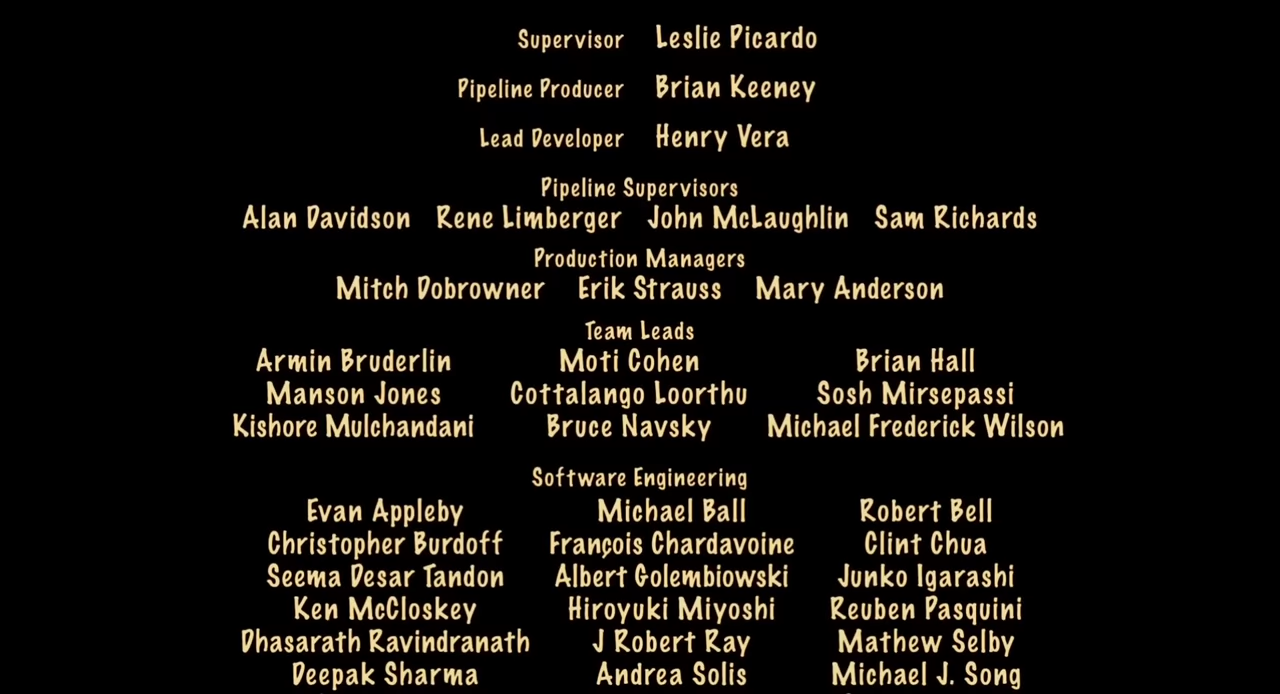 Supervisor Leslie Picardo
Pipeline Producer Brian Keeney
Lead Developer Henry Vera
Pipeline Supervisors
Alan Davidson Rene Limberger John McLaughlin Sam Richards
Production Managers
Mitch Dobrowner Erik Strauss Mary Anderson
Team Leads
Armin Bruderlin Moti Cohen Brian Hall
Manson Jones Cottalango Loorthu Sosh Mirsepassi
Kishore Mulchandani Bruce Navsky Michael Frederick Wilson
Software Engineering
Evan Appleby Michael Ball Robert Bell
Christopher Burdoff François Chardavoine Clint Chua
Seema Desar Tandon Albert Golembiowski Junko Igarashi
Ken McCloskey Hiroyuki Miyoshi Reuben Pasquini
Dhasarath Ravindranath J Robert Ray Mathew Selby
Deepak Sharma Andrea Solis Michael J. Song